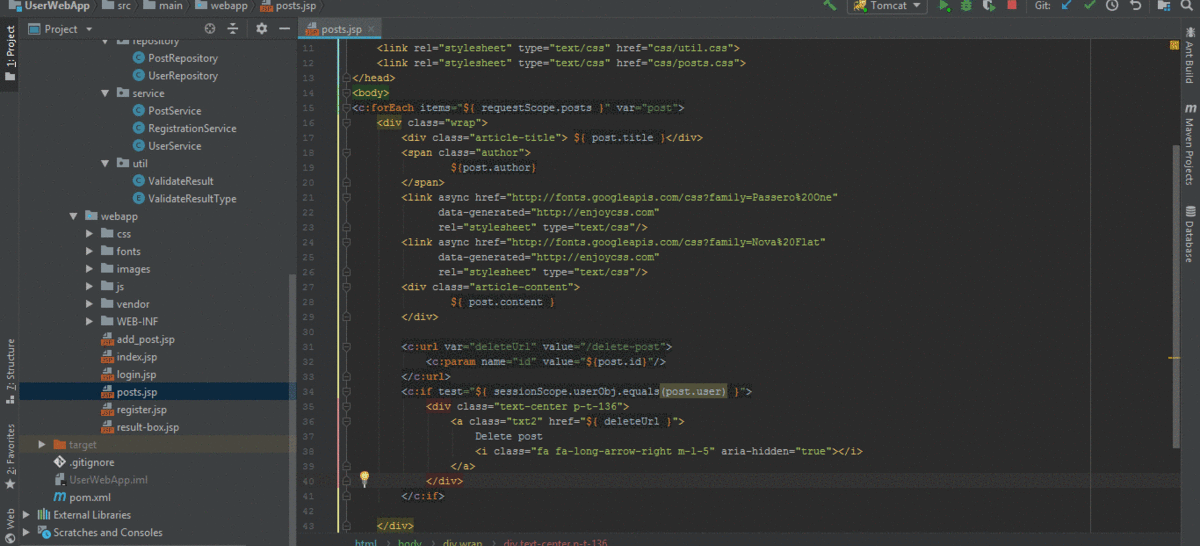 UserWebApp src main webapp posts.jsp Tomcat Git:
Project posts.jsp
1: Project
Z: Structure
2: Favorites
Web
repository
PostRepository
UserRepository
service
PostService
RegistrationService
UserService
util
ValidateResult
ValidateResultType
webapp
css
fonts
images
js
vendor
WEB-INF
add_post.jsp
index.jsp
login.jsp
posts.jsp
register.jsp
result-box.jsp
target
.gitignore
UserWebApp.iml
pom.xml
External Libraries
Scratches and Consoles
11 <link rel="stylesheet" type="text/css" href="css/util.css">
12 <link rel="stylesheet" type="text/css" href="css/posts.css">
13 </head>
14 <body>
15 <c:forEach items="${ requestScope.posts }" var="post">
16 <div class="wrap">
17 <div class="article-title"> ${ post.title }</div>
18 <span class="author">
19 ${post.author}
20 </span>
21 <link async href="http://fonts.googleapis.com/css?family=Passero%20One"
22 data-generated="http://enjoycss.com"
23 rel="stylesheet" type="text/css"/>
24 <link async href="http://fonts.googleapis.com/css?family=Nova%20Flat"
25 data-generated="http://enjoycss.com"
26 rel="stylesheet" type="text/css"/>
27 <div class="article-content">
28 ${ post.content }
29 </div>
30
31 <c:url var="deleteUrl" value="/delete-post">
32 <c:param name="id" value="${post.id}"/>
33 </c:url>
34 <c:if test="${ sessionScope.userObj.equals(post.user) }">
35 <div class="text-center p-t-136">
36 <a class="txt2" href="${ deleteUrl }">
37 Delete post
38 <i class="fa fa-long-arrow-right m-l-5" aria-hidden="true"></i>
39 </a>
40 </div>
41 </c:if>
42
43 </div>
html body div.wrap div.text-center.p-t-136
Ant Build
Maven Projects
Database